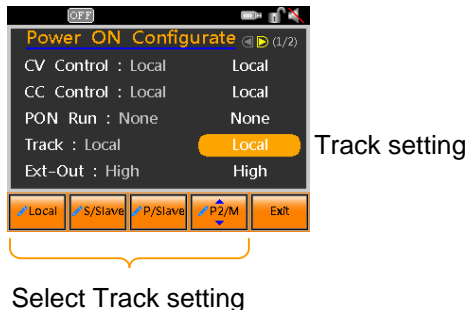 OFF
Power ON Configurate (1/2)
CV Control : Local Local
CC Control : Local Local
PON Run : None None
Track : Local Local
Track setting
Ext-Out : High High
Local S/Slave P/Slave P2/M Exit
Select Track setting